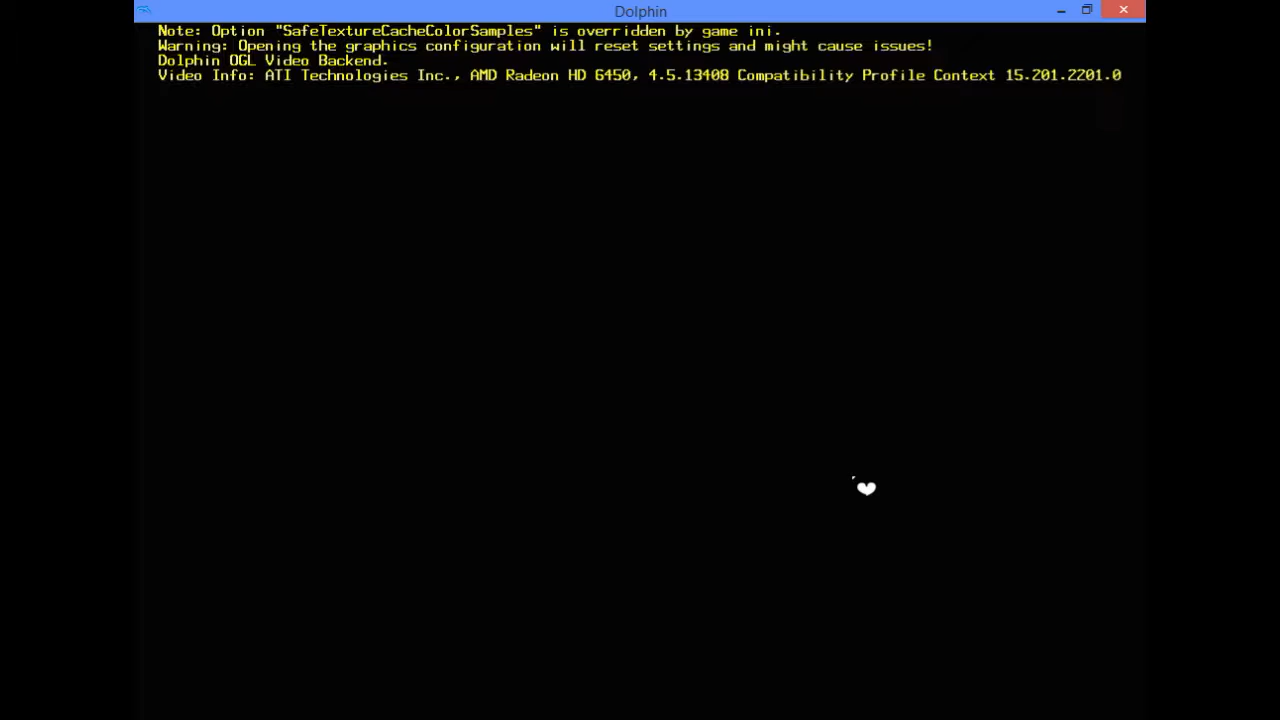 Dolphin
Note: Option "SafeTextureCacheColorSamples" is overridden by game ini.
Warning: Opening the graphics configuration will reset settings and might cause issues!
Dolphin OGL Video Backend.
Video Info: ATI Technologies Inc., AMD Radeon HD 6450, 4.5.13408 Compatibility Profile Context 15.201.2201.0